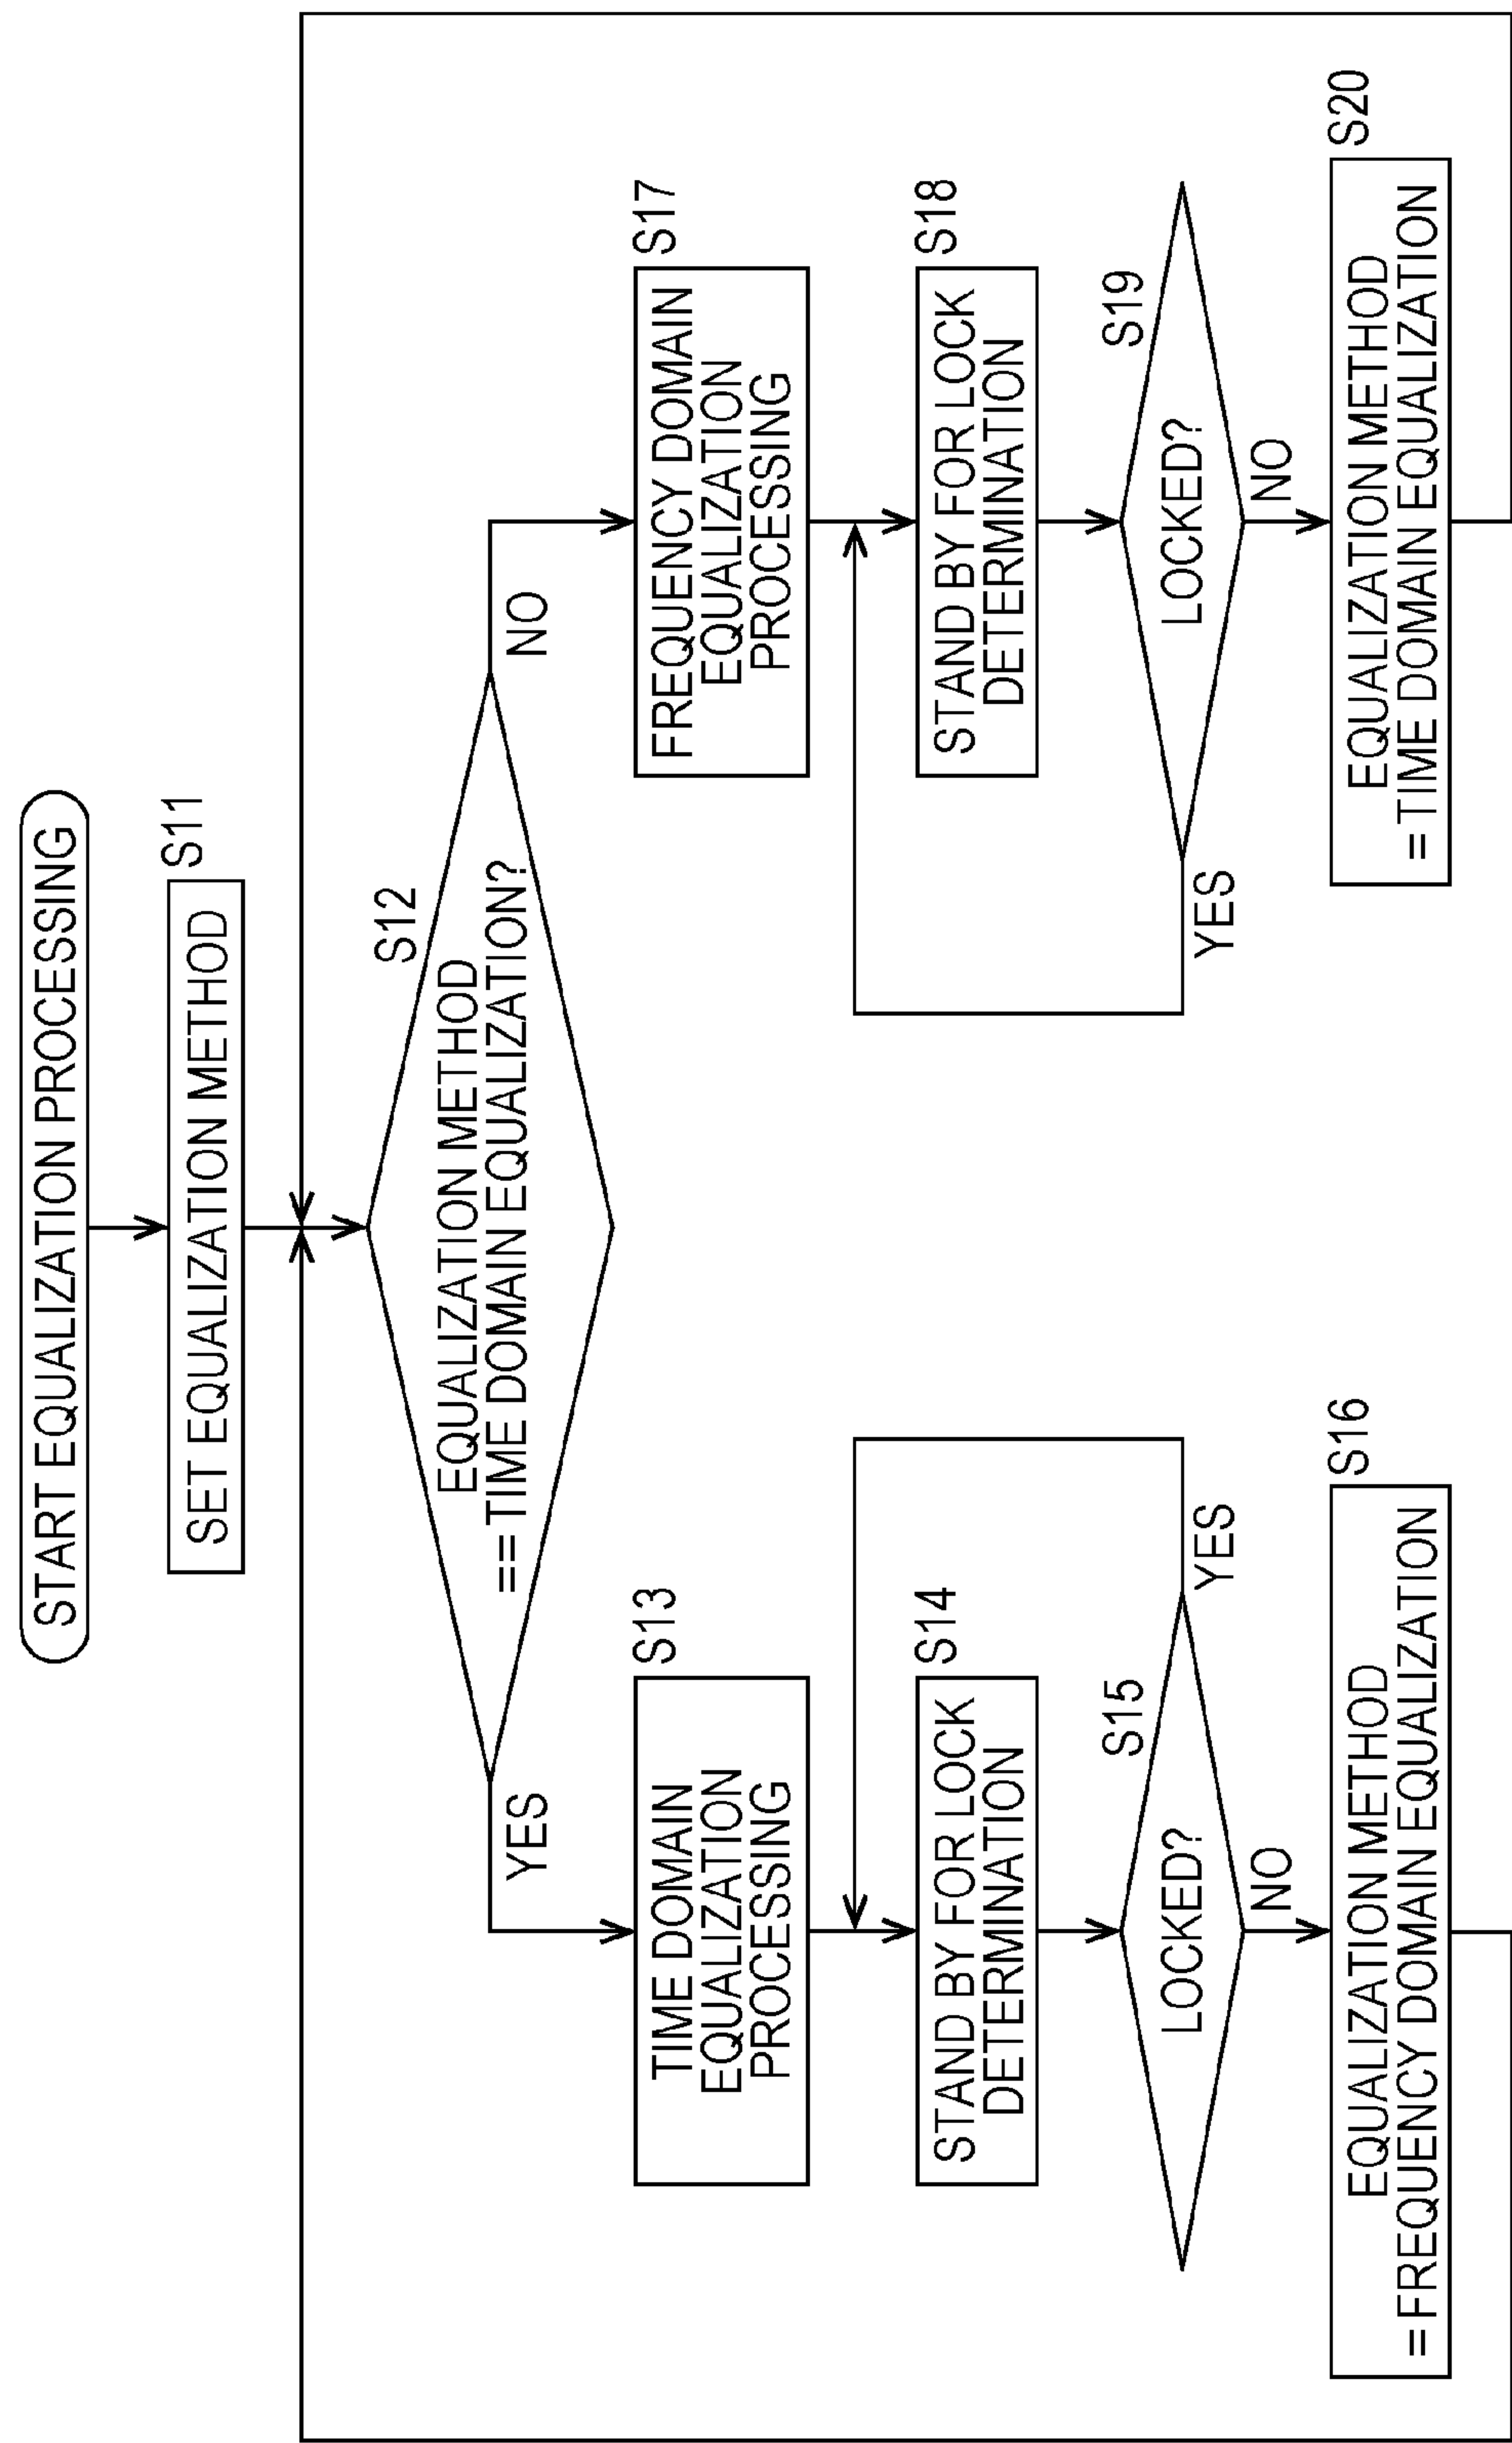 START EQUALIZATION PROCESSING
S11
SET EQUALIZATION METHOD
S12
EQUALIZATION METHOD
== TIME DOMAIN EQUALIZATION?
YES
NO
S13
TIME DOMAIN
EQUALIZATION
PROCESSING
S14
STAND BY FOR LOCK
DETERMINATION
S15
LOCKED?
YES
NO
S16
EQUALIZATION METHOD
= FREQUENCY DOMAIN EQUALIZATION
S17
FREQUENCY DOMAIN
EQUALIZATION
PROCESSING
S18
STAND BY FOR LOCK
DETERMINATION
S19
LOCKED?
YES
NO
S20
EQUALIZATION METHOD
= TIME DOMAIN EQUALIZATION